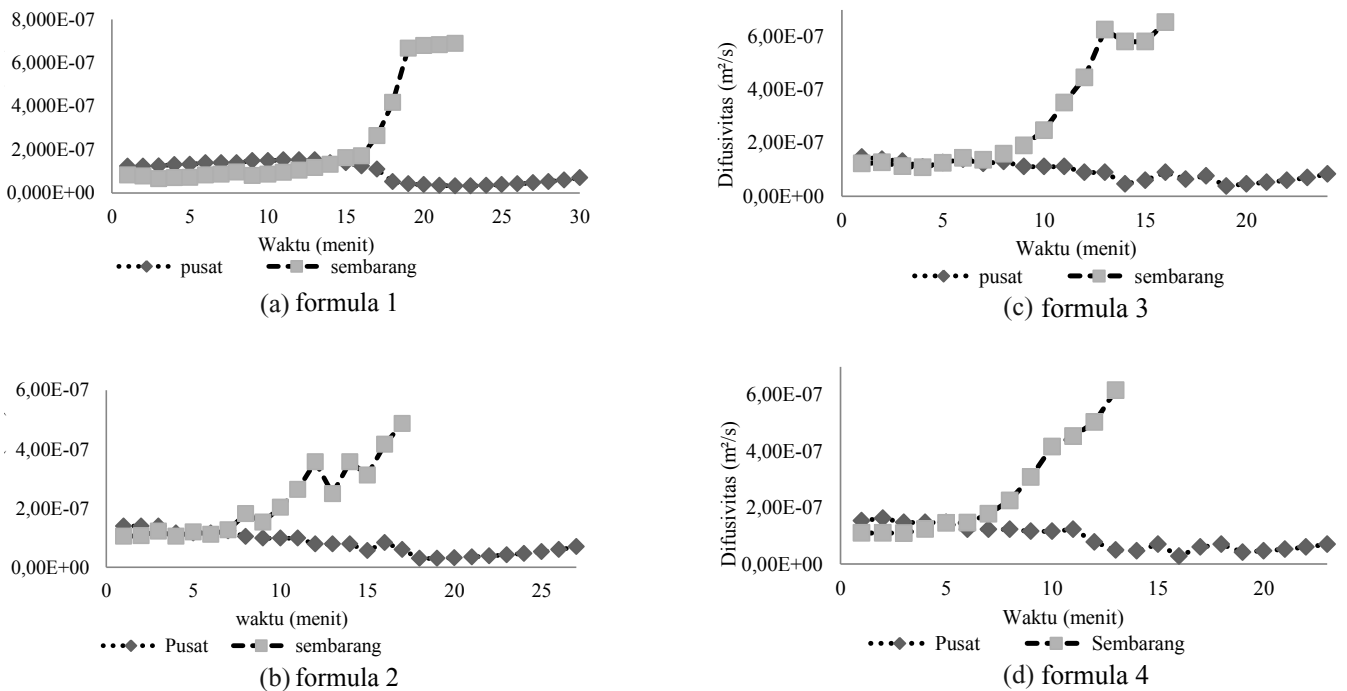 8,000E-07
6,000E-07
4,000E-07
2,000E-07
0,000E+00
0 5 10 15 20 25 30
Waktu (menit)
pusat sembarang
(a) formula 1
6,00E-07
4,00E-07
2,00E-07
0,00E+00
Difusivitas (m²/s)
0 5 10 15 20
Waktu (menit)
pusat sembarang
(c) formula 3
6,00E-07
4,00E-07
2,00E-07
0,00E+00
0 5 10 15 20 25
waktu (menit)
Pusat sembarang
(b) formula 2
6,00E-07
4,00E-07
2,00E-07
0,00E+00
Difusivitas (m²/s)
0 5 10 15 20
Waktu (menit)
Pusat Sembarang
(d) formula 4